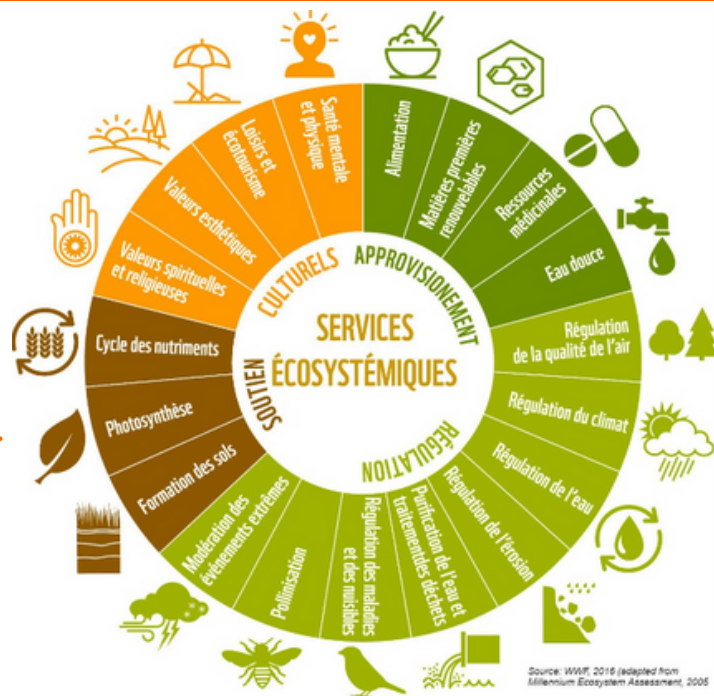 SERVICES
ÉCOSYSTÉMIQUES
CULTURELS
APPROVISIONEMENT
RÉGULATION
SOUTIEN
Alimentation
Matières premières
renouvelables
Ressources
médicinales
Eau douce
Régulation
de la qualité de l'air
Régulation du climat
Régulation de l'eau
Régulation de l'érosion
Purification de l'eau et
traitementdes déchets
Régulation des maladies
et des nuisibles
Pollinisation
Modération des
événements extrêmes
Formation des sols
Photosynthèse
Cycle des nutriments
Valeurs spirituelles
et religieuses
Valeurs esthétiques
Loisirs et
écotourisme
Santé mentale
et physique
Source: WWF, 2016 (adapted from
Millennium Ecosystem Assessment, 2005